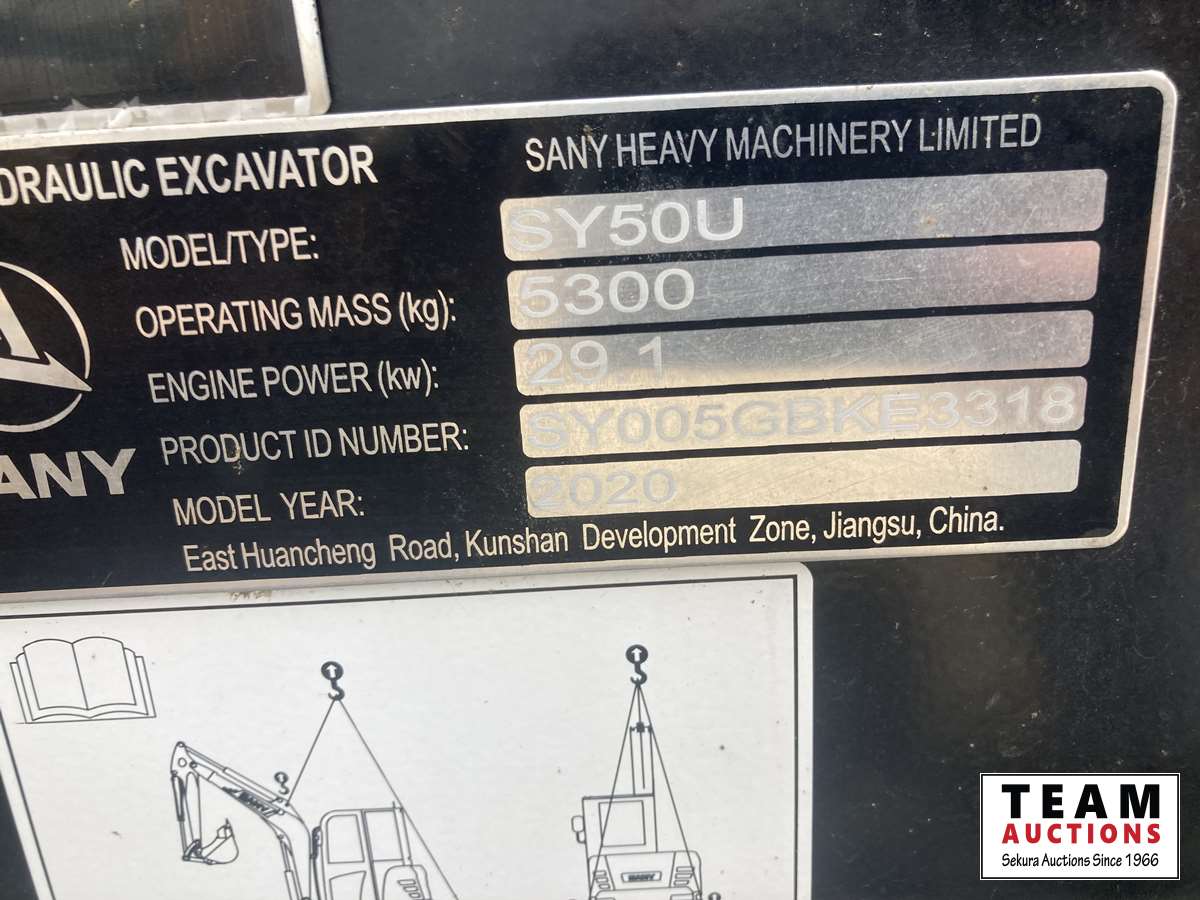 DRAULIC EXCAVATOR
SANY HEAVY MACHINERY LIMITED
MODEL/TYPE: SY50U
OPERATING MASS (kg): 5300
ENGINE POWER (kw): 29 1
PRODUCT ID NUMBER: SY005GBKE3318
MODEL YEAR: 2020
ANY
East Huancheng Road, Kunshan Development Zone, Jiangsu, China.
SANY
SANY
TEAM
AUCTIONS
Sekura Auctions Since 1966